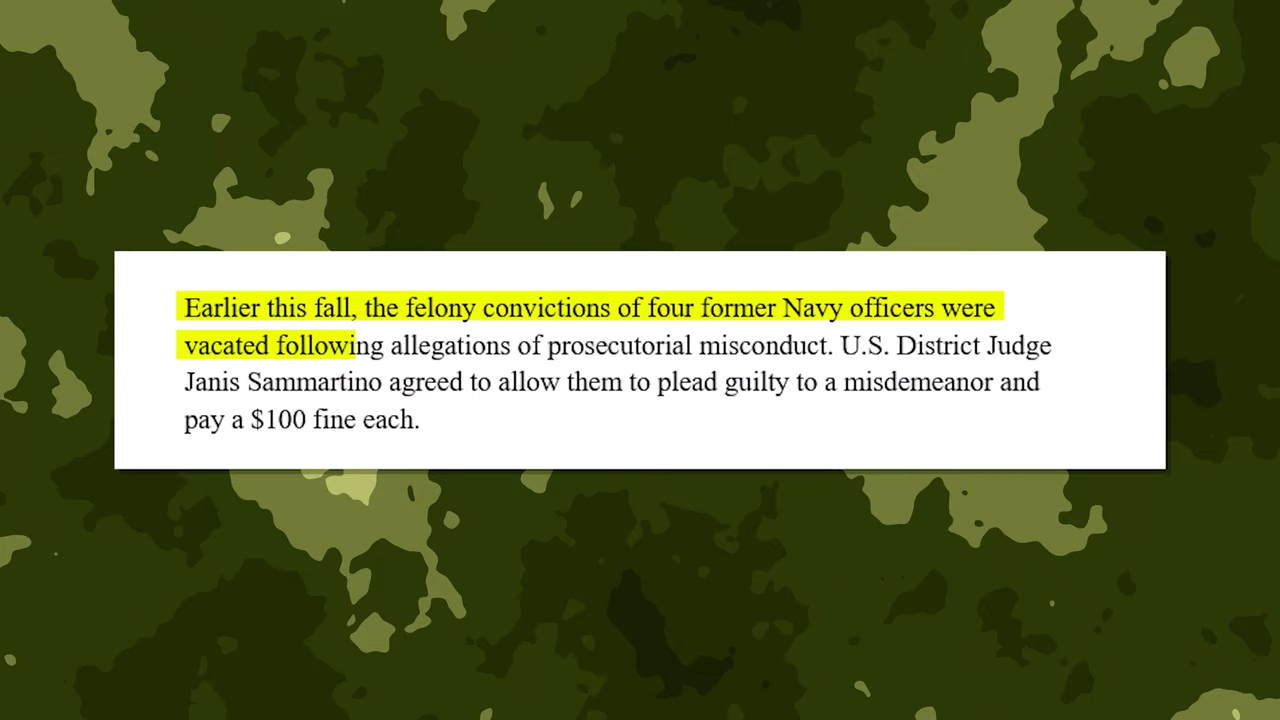 Earlier this fall, the felony convictions of four former Navy officers were
vacated following allegations of prosecutorial misconduct. U.S. District Judge
Janis Sammartino agreed to allow them to plead guilty to a misdemeanor and
pay a $100 fine each.